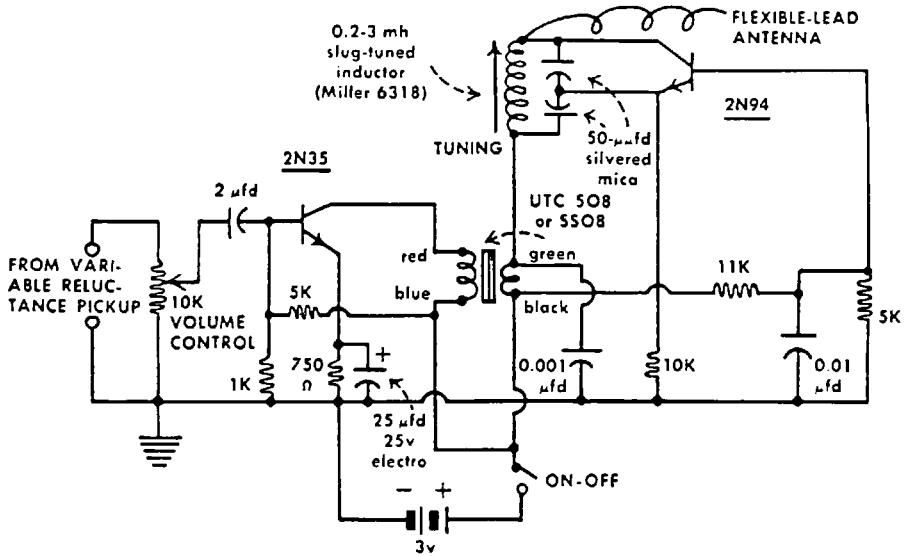 FLEXIBLE-LEAD
ANTENNA
0.2-3 mh
slug-tuned
inductor
(Miller 6318)
TUNING
50-μμfd
silvered
mica
2N94
2N35
2 μfd
UTC SO8
or SSO8
red
green
blue
black
FROM VARI-
ABLE RELUC-
TANCE PICKUP
10K
VOLUME
CONTROL
5K
11K
5K
1K
750
Ω
+
25 μfd
25v
electro
0.001
μfd
10K
0.01
μfd
ON-OFF
- +
3v